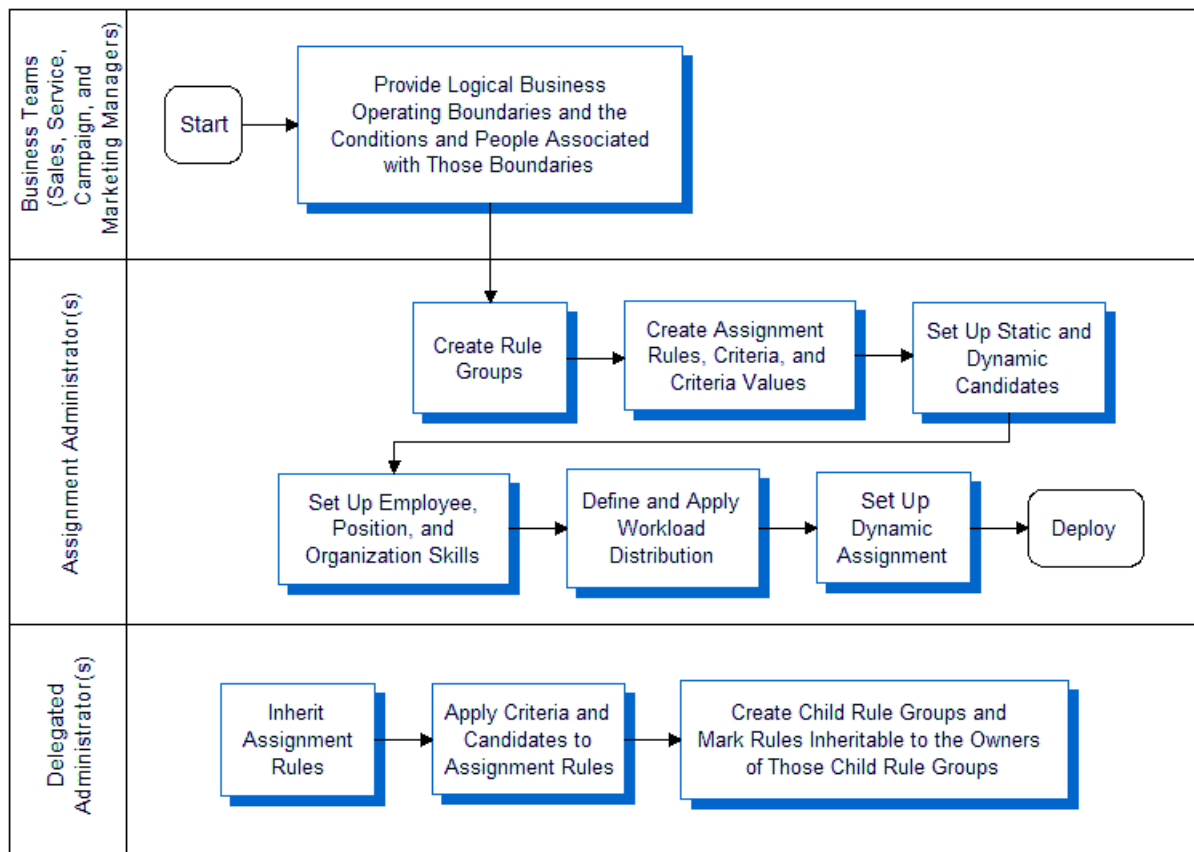 Business Teams
(Sales, Service,
Campaign, and
Marketing Managers)
Start
Provide Logical Business
Operating Boundaries and the
Conditions and People Associated
with Those Boundaries
Assignment Administrator(s)
Create Rule
Groups
Create Assignment
Rules, Criteria, and
Criteria Values
Set Up Static and
Dynamic
Candidates
Set Up Employee,
Position, and
Organization Skills
Define and Apply
Workload
Distribution
Set Up
Dynamic
Assignment
Deploy
Delegated
Administrator(s)
Inherit
Assignment
Rules
Apply Criteria and
Candidates to
Assignment Rules
Create Child Rule Groups and
Mark Rules Inheritable to the Owners
of Those Child Rule Groups